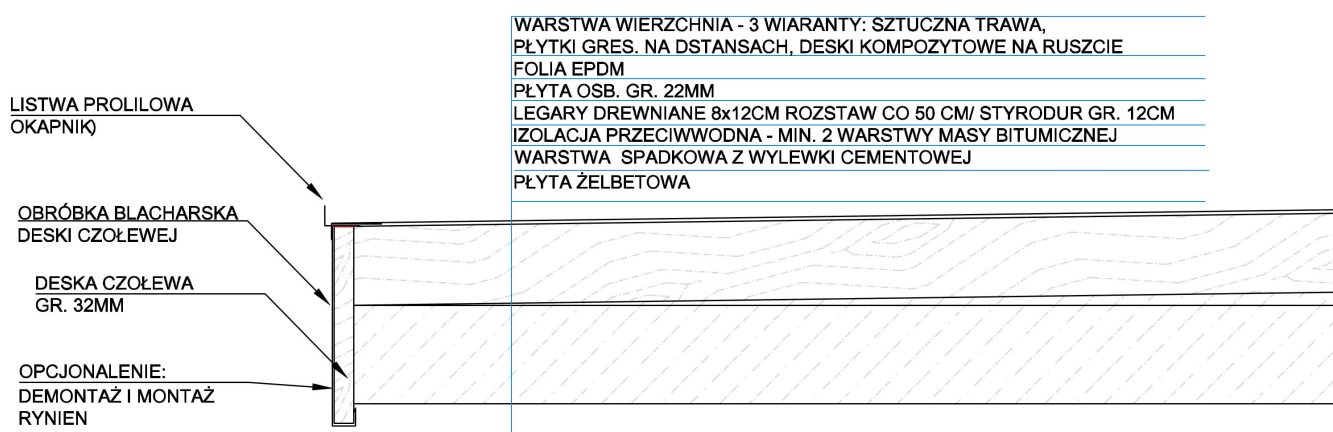 WARSTWA WIERZCHNIA - 3 WIARANTY: SZTUCZNA TRAWA,
PŁYTKI GRES. NA DSTANSACH, DESKI KOMPOZYTOWE NA RUSZCIE
FOLIA EPDM
PŁYTA OSB. GR. 22MM
LEGARY DREWNIANE 8x12CM ROZSTAW CO 50 CM/ STYRODUR GR. 12CM
IZOLACJA PRZECIWWODNA - MIN. 2 WARSTWY MASY BITUMICZNEJ
WARSTWA SPADKOWA Z WYLEWKI CEMENTOWEJ
PŁYTA ŻELBETOWA
LISTWA PROLILOWA
OKAPNIK)
OBRÓBKA BLACHARSKA
DESKI CZOŁEWEJ
DESKA CZOŁEWA
GR. 32MM
OPCJONALENIE:
DEMONTAŻ I MONTAŻ
RYNIEN